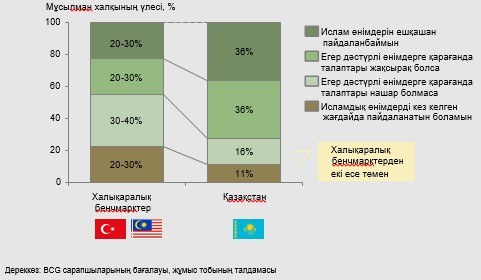 Мұсылман халқының үлесі, %
100
80
60
40
20
0
20-30%
20-30%
30-40%
20-30%
36%
36%
16%
11%
Ислам өнімдерін ешқашан
пайдаланбаймын
Егер дәстүрлі өнімдерге қарағанда
талаптары жақсырақ болса
Егер дәстүрлі өнімдерге қарағанда
талаптары нашар болмаса
Исламдық өнімдерді кез келген
жағдайда пайдаланатын боламын
Халықаралық
бенчмарктерден
екі есе төмен
Халықаралық
бенчмарктер
Қазақстан
Дереккөз: BCG сарапшыларының бағалауы, жұмыс тобының талдамасы